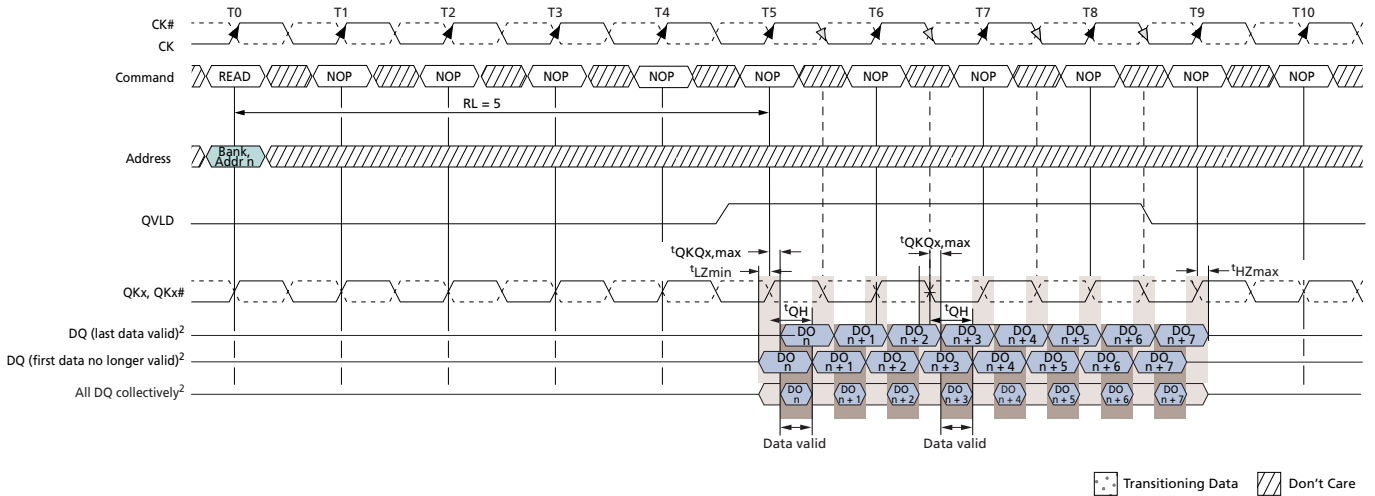 T0 T1 T2 T3 T4 T5 T6 T7 T8 T9 T10
CK#
CK
Command READ NOP NOP NOP NOP NOP NOP NOP NOP NOP NOP
RL = 5
Address Bank,
Addr n
QVLD
tQKQx,max tQKQx,max
tLZmin tHZmax
QKx, QKx#
tQH tQH
DQ (last data valid)2 DO n DO n + 1 DO n + 2 DO n + 3 DO n + 4 DO n + 5 DO n + 6 DO n + 7
DQ (first data no longer valid)2 DO n DO n + 1 DO n + 2 DO n + 3 DO n + 4 DO n + 5 DO n + 6 DO n + 7
All DQ collectively2 DO n DO n + 1 DO n + 2 DO n + 3 DO n + 4 DO n + 5 DO n + 6 DO n + 7
Data valid Data valid
Transitioning Data Don't Care